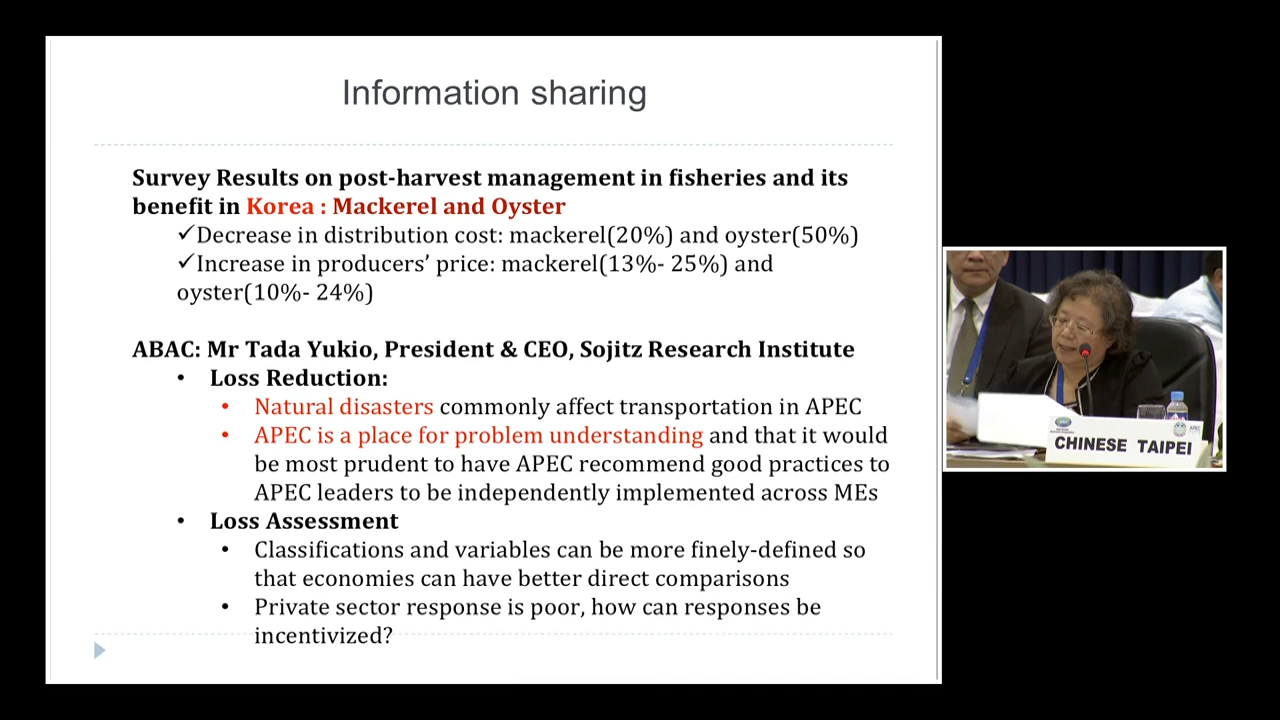 Information sharing
Survey Results on post-harvest management in fisheries and its
benefit in Korea : Mackerel and Oyster
✓Decrease in distribution cost: mackerel(20%) and oyster(50%)
✓Increase in producers’ price: mackerel(13%- 25%) and
oyster(10%- 24%)
ABAC: Mr Tada Yukio, President & CEO, Sojitz Research Institute
• Loss Reduction:
• Natural disasters commonly affect transportation in APEC
• APEC is a place for problem understanding and that it would
be most prudent to have APEC recommend good practices to
APEC leaders to be independently implemented across MEs
• Loss Assessment
• Classifications and variables can be more finely-defined so
that economies can have better direct comparisons
• Private sector response is poor, how can responses be
incentivized?
CHINESE TAIPEI